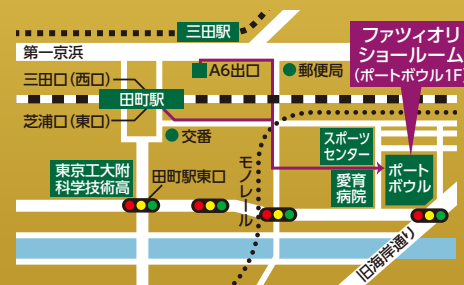 三田駅
ファツィオリ
ショールーム
(ポートボウル1F)
第一京浜
A6出口
郵便局
三田口(西口)
田町駅
芝浦口(東口)
交番
スポーツ
センター
東京工大附
科学技術高
田町駅東口
モノレール
愛育
病院
ポート
ボウル
旧海岸通り